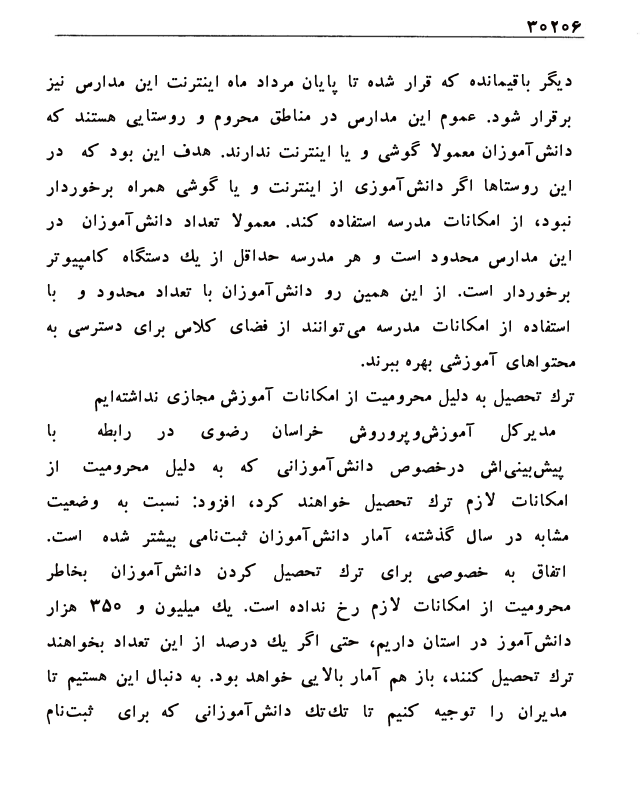 ۳۰۲۰۶
دیگر باقیمانده که قرار شده تا پایان مرداد ماه اینترنت این مدارس نیز
برقرار شود. عموم این مدارس در مناطق محروم و روستایی هستند که
دانش‌آموزان معمولا گوشی و یا اینترنت ندارند. هدف این بود که در
این روستاها اگر دانش‌آموزی از اینترنت و یا گوشی همراه برخوردار
نبود، از امکانات مدرسه استفاده کند. معمولا تعداد دانش‌آموزان در
این مدارس محدود است و هر مدرسه حداقل از یك دستگاه کامپیوتر
برخوردار است. از این همین رو دانش‌آموزان با تعداد محدود و با
استفاده از امکانات مدرسه می‌توانند از فضای کلاس برای دسترسی به
محتواهای آموزشی بهره ببرند.
ترك تحصیل به دلیل محرومیت از امکانات آموزش مجازی نداشته‌ایم
مدیرکل آموزش‌وپروروش خراسان رضوی در رابطه با
پیش‌بینی‌اش درخصوص دانش‌آموزانی که به دلیل محرومیت از
امکانات لازم ترك تحصیل خواهند کرد، افزود: نسبت به وضعیت
مشابه در سال گذشته، آمار دانش‌آموزان ثبت‌نامی بیشتر شده است.
اتفاق به خصوصی برای ترك تحصیل کردن دانش‌آموزان بخاطر
محرومیت از امکانات لازم رخ نداده است. یك میلیون و ۳۵۰ هزار
دانش‌آموز در استان داریم، حتی اگر یك درصد از این تعداد بخواهند
ترك تحصیل کنند، باز هم آمار بالایی خواهد بود. به دنبال این هستیم تا
مدیران را توجیه کنیم تا تك‌تك دانش‌آموزانی که برای ثبت‌نام